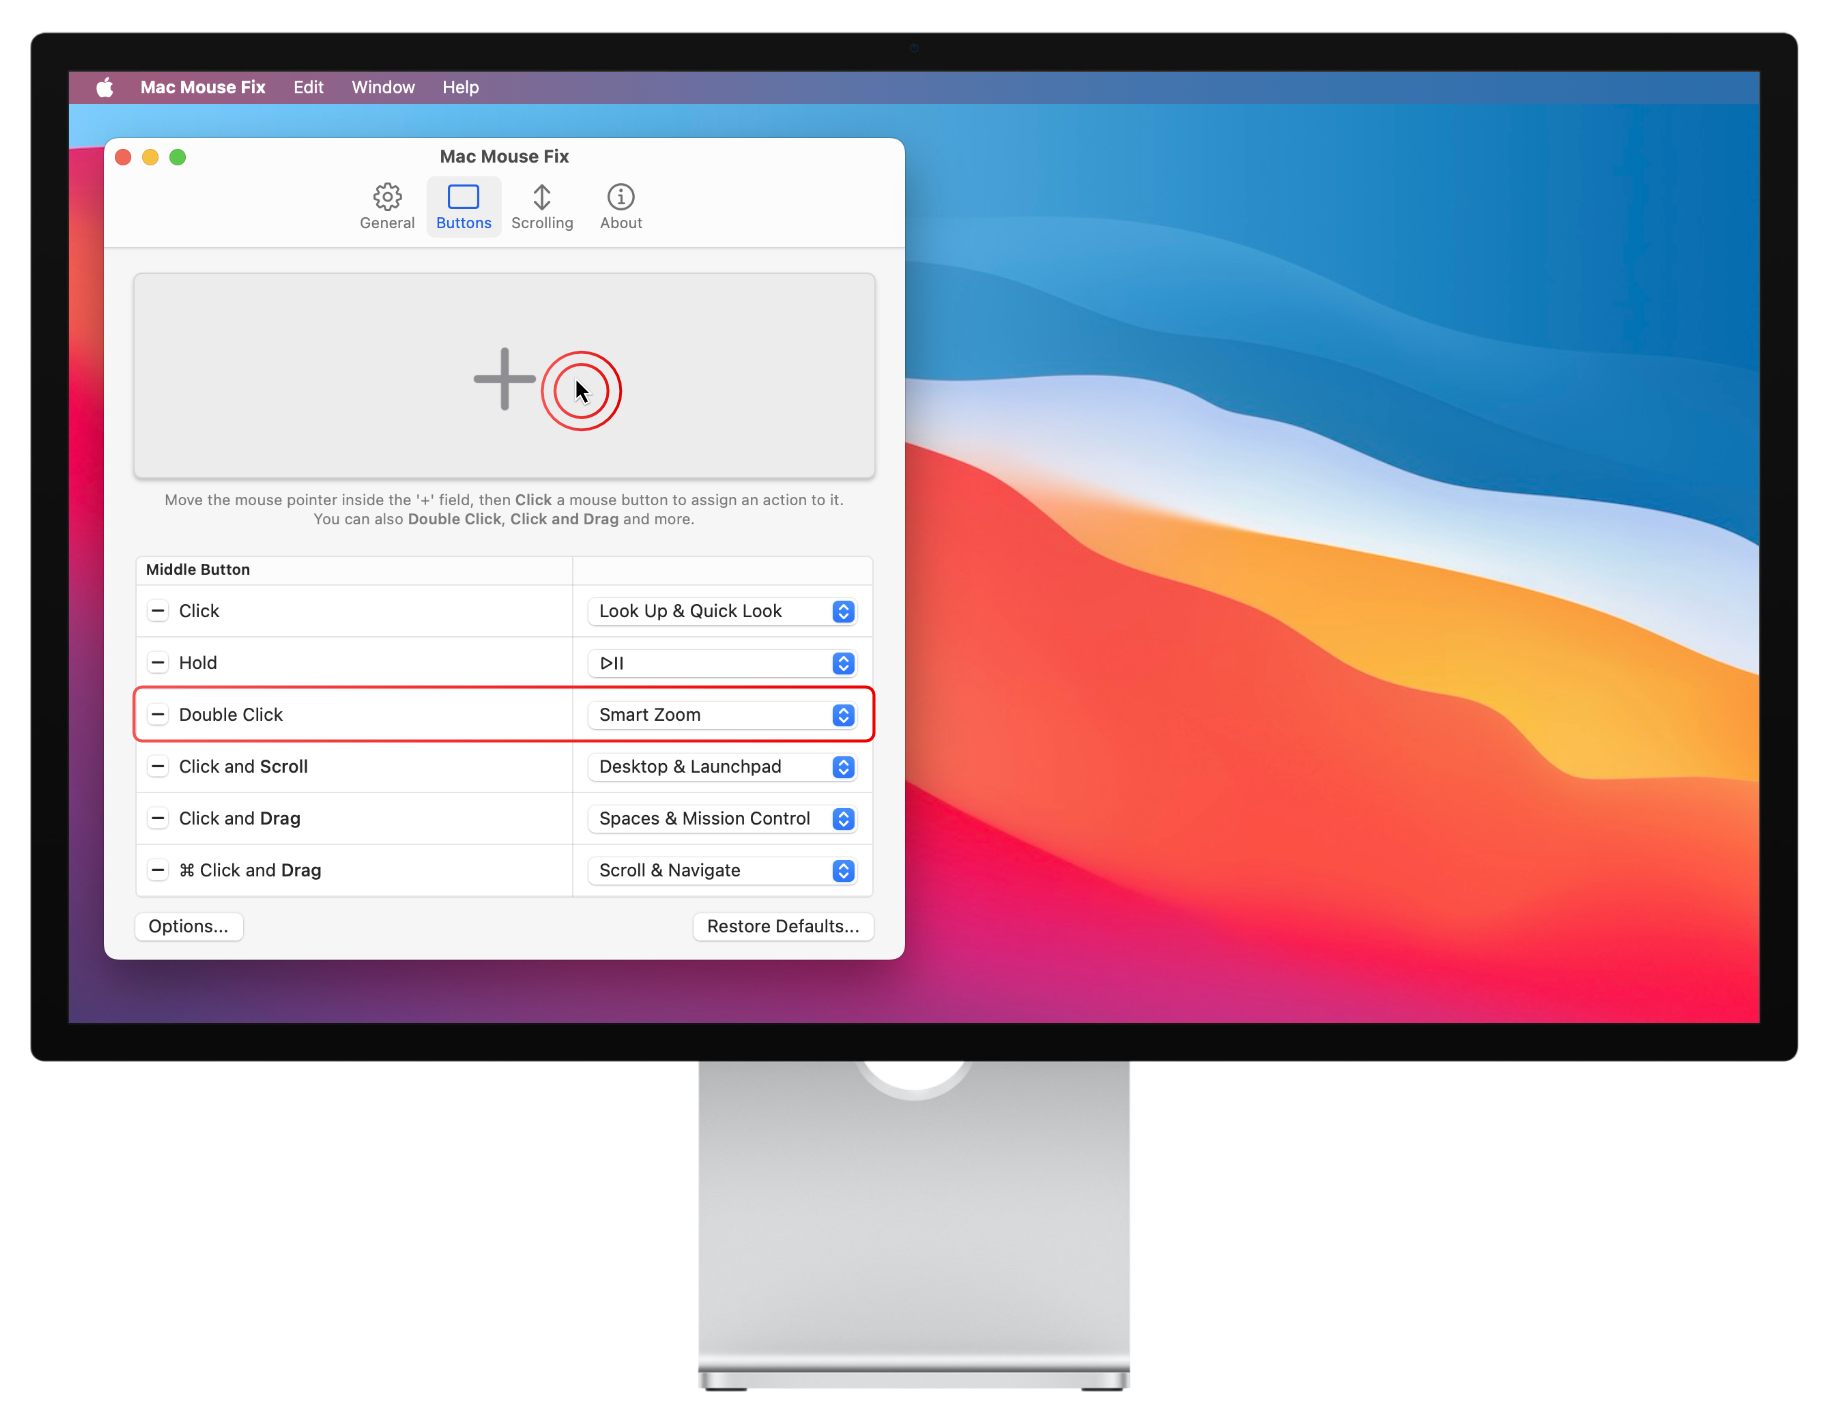 Mac Mouse Fix Edit Window Help
Mac Mouse Fix
General Buttons Scrolling About
Move the mouse pointer inside the '+' field, then Click a mouse button to assign an action to it.
You can also Double Click, Click and Drag and more.
Middle Button
Click Look Up & Quick Look
Hold
Double Click Smart Zoom
Click and Scroll Desktop & Launchpad
Click and Drag Spaces & Mission Control
⌘ Click and Drag Scroll & Navigate
Options... Restore Defaults...